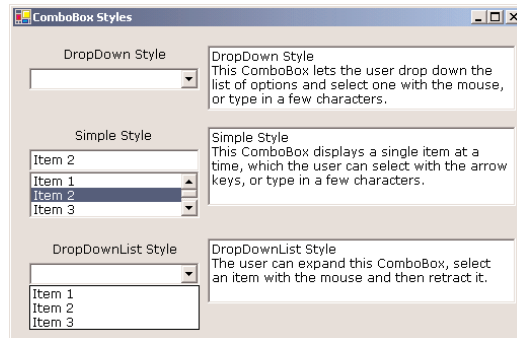 ComboBox Styles
DropDown Style
DropDown Style
This ComboBox lets the user drop down the
list of options and select one with the mouse,
or type in a few characters.
Simple Style
Item 2
Item 1
Item 2
Item 3
Simple Style
This ComboBox displays a single item at a
time, which the user can select with the arrow
keys, or type in a few characters.
DropDownList Style
Item 1
Item 2
Item 3
DropDownList Style
The user can expand this ComboBox, select
an item with the mouse and then retract it.